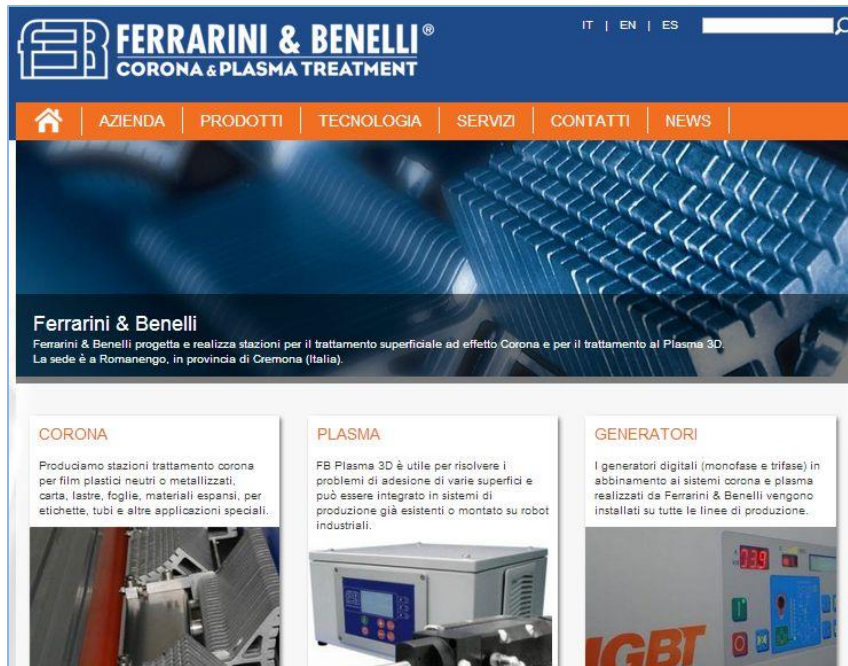 FERRARINI & BENELLI®
CORONA & PLASMA TREATMENT
IT | EN | ES
AZIENDA | PRODOTTI | TECNOLOGIA | SERVIZI | CONTATTI | NEWS |
Ferrarini & Benelli
Ferrarini & Benelli progetta e realizza stazioni per il trattamento superficiale ad effetto Corona e per il trattamento al Plasma 3D.
La sede è a Romanengo, in provincia di Cremona (Italia).
CORONA
Produciamo stazioni trattamento corona
per film plastici neutri o metallizzati,
carta, lastre, foglie, materiali espansi, per
etichette, tubi e altre applicazioni speciali.
PLASMA
FB Plasma 3D è utile per risolvere i
problemi di adesione di varie superfici e
può essere integrato in sistemi di
produzione già esistenti o montato su robot
industriali.
GENERATORI
I generatori digitali (monofase e trifase) in
abbinamento ai sistemi corona e plasma
realizzati da Ferrarini & Benelli vengono
installati su tutte le linee di produzione.
IGBT